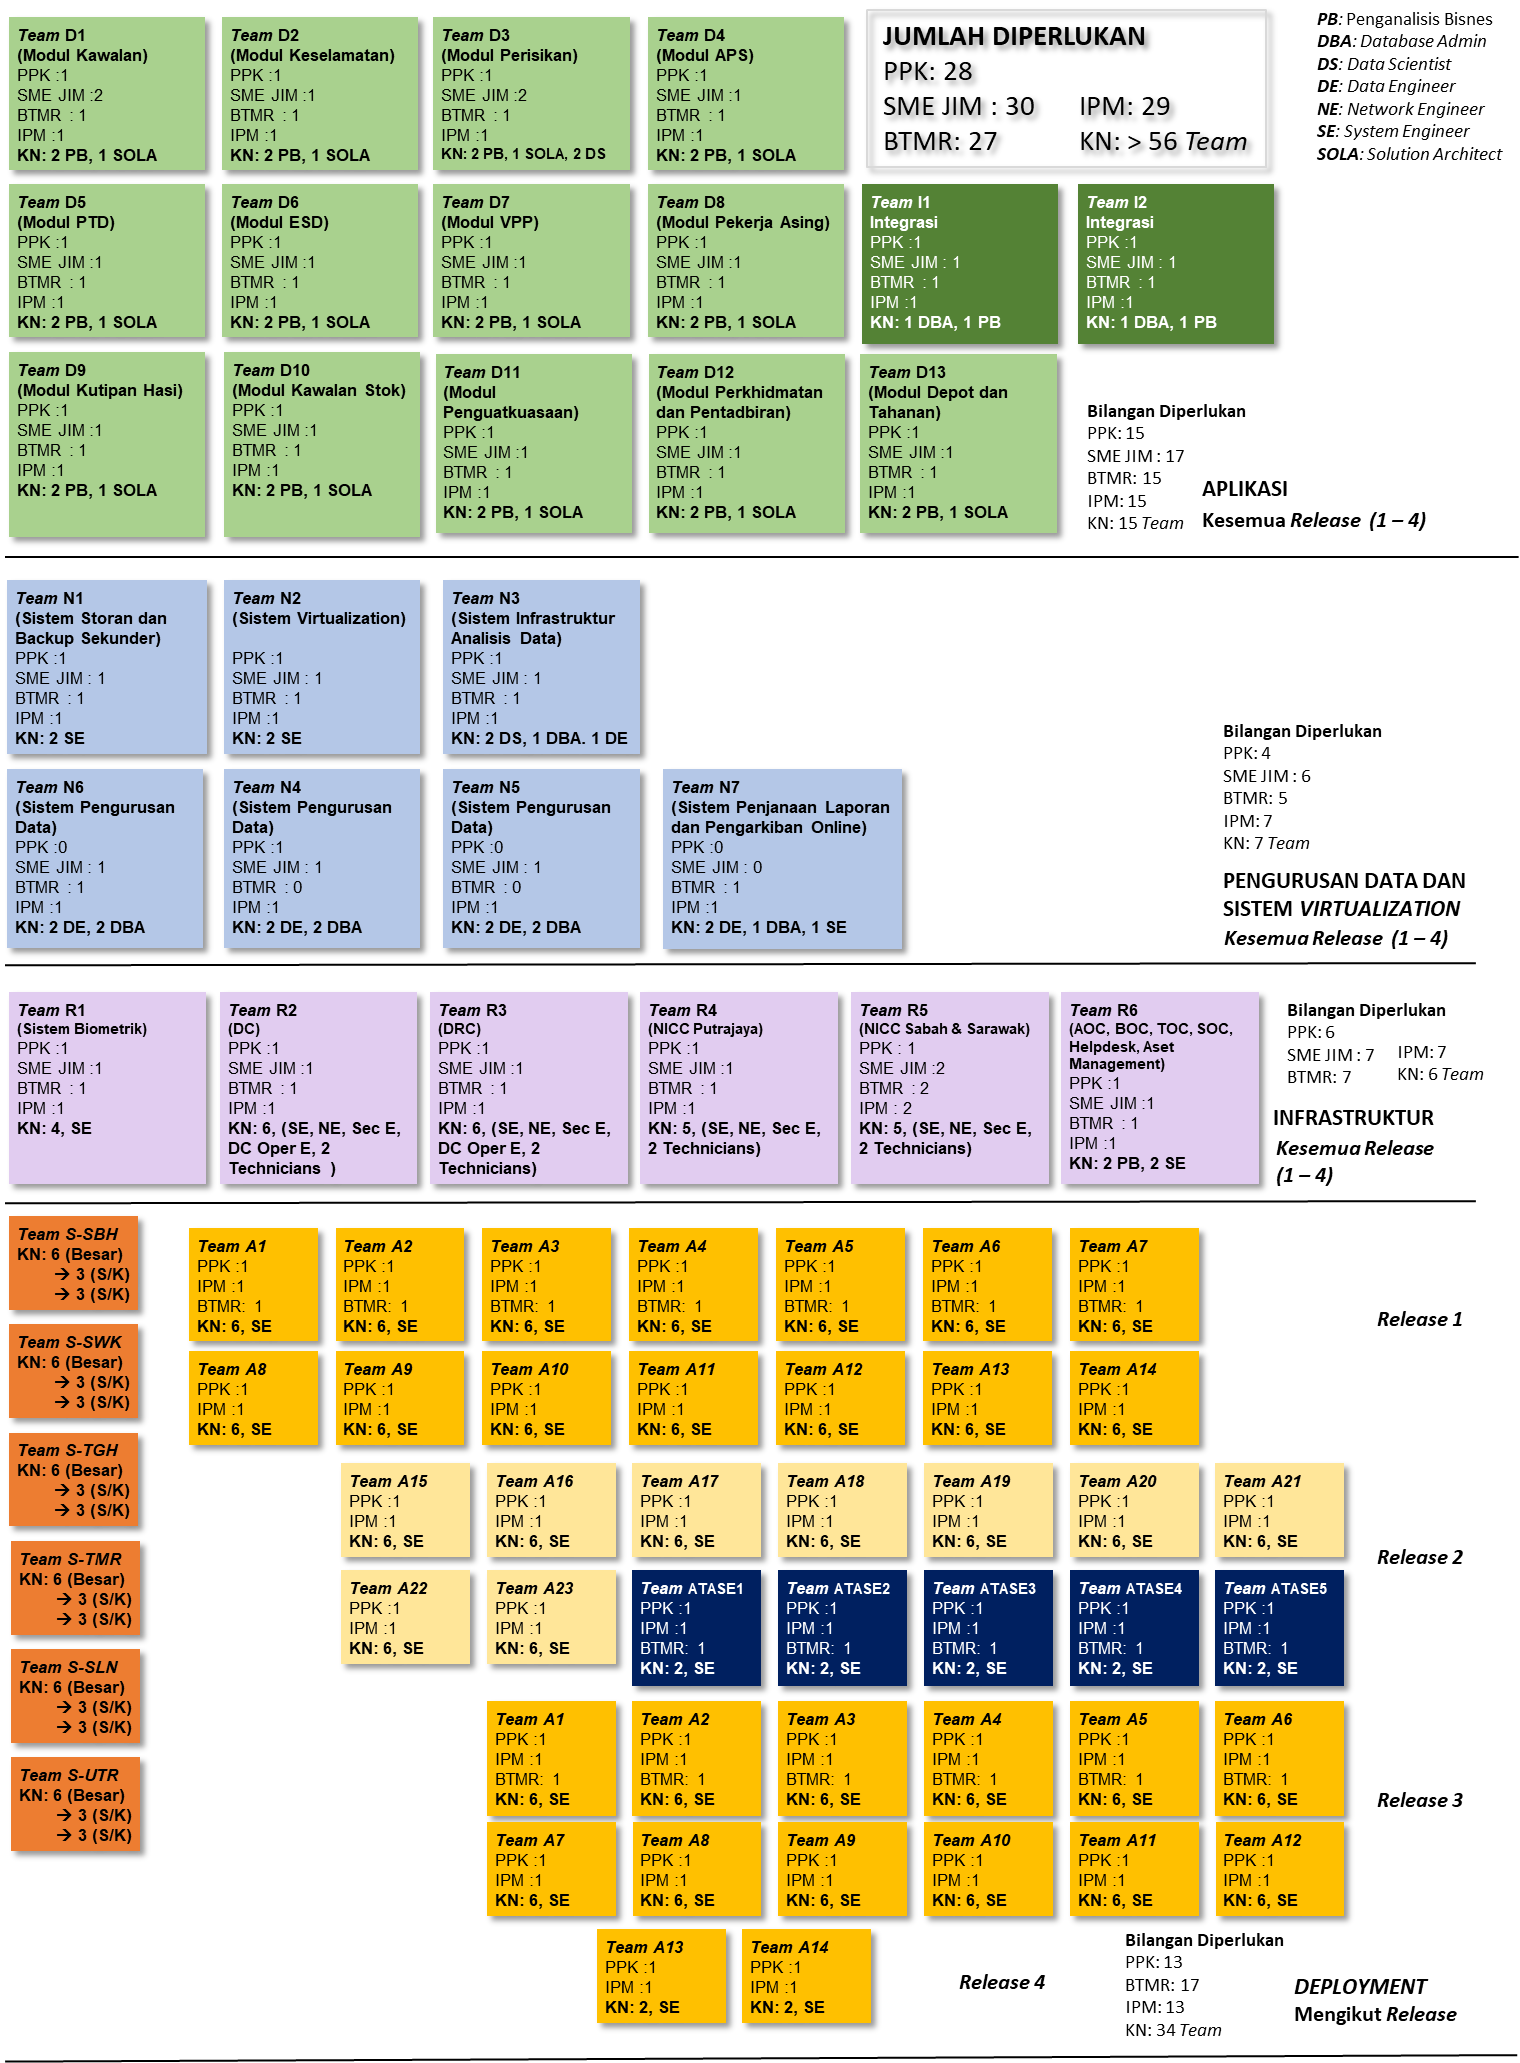 Team D1
(Modul Kawalan)
PPK :1
SME JIM:2
BTMR : 1
IPM :1
KN: 2 PB, 1 SOLA
Team D2
(Modul Keselamatan)
PPK :1
SME JIM :1
BTMR : 1
IPM :1
KN: 2 PB, 1 SOLA
Team D3
(Modul Perisikan)
PPK :1
SME JIM :2
BTMR : 1
IPM :1
KN: 2 PB, 1 SOLA, 2 DS
Team D4
(Modul APS)
PPK :1
SME JIM :1
BTMR : 1
IPM :1
KN: 2 PB, 1 SOLA
JUMLAH DIPERLUKAN
PPK: 28
SME JIM : 30 IPM: 29
BTMR: 27 KN: > 56 Team
PB: Penganalisis Bisnes
DBA: Database Admin
DS: Data Scientist
DE: Data Engineer
NE: Network Engineer
SE: System Engineer
SOLA: Solution Architect
Team D5
(Modul PTD)
PPK :1
SME JIM :1
BTMR : 1
IPM :1
KN: 2 PB, 1 SOLA
Team D6
(Modul ESD)
PPK :1
SME JIM :1
BTMR : 1
IPM :1
KN: 2 PB, 1 SOLA
Team D7
(Modul VPP)
PPK :1
SME JIM :1
BTMR : 1
IPM :1
KN: 2 PB, 1 SOLA
Team D8
(Modul Pekerja Asing)
PPK :1
SME JIM :1
BTMR : 1
IPM :1
KN: 2 PB, 1 SOLA
Team I1
Integrasi
PPK :1
SME JIM : 1
BTMR : 1
IPM :1
KN: 1 DBA, 1 PB
Team I2
Integrasi
PPK :1
SME JIM : 1
BTMR : 1
IPM :1
KN: 1 DBA, 1 PB
Team D9
(Modul Kutipan Hasi)
PPK :1
SME JIM :1
BTMR : 1
IPM :1
KN: 2 PB, 1 SOLA
Team D10
(Modul Kawalan Stok)
PPK :1
SME JIM :1
BTMR : 1
IPM :1
KN: 2 PB, 1 SOLA
Team D11
(Modul
Penguatkuasaan)
PPK :1
SME JIM :1
BTMR : 1
IPM :1
KN: 2 PB, 1 SOLA
Team D12
(Modul Perkhidmatan
dan Pentadbiran)
PPK :1
SME JIM :1
BTMR : 1
IPM :1
KN: 2 PB, 1 SOLA
Team D13
(Modul Depot dan
Tahanan)
PPK :1
SME JIM :1
BTMR : 1
IPM :1
KN: 2 PB, 1 SOLA
Bilangan Diperlukan
PPK: 15
SME JIM : 17
BTMR: 15
IPM: 15
KN: 15 Team
APLIKASI
Kesemua Release (1 – 4)
Team N1
(Sistem Storan dan
Backup Sekunder)
PPK :1
SME JIM : 1
BTMR : 1
IPM :1
KN: 2 SE
Team N2
(Sistem Virtualization)
PPK :1
SME JIM : 1
BTMR : 1
IPM :1
KN: 2 SE
Team N3
(Sistem Infrastruktur
Analisis Data)
PPK :1
SME JIM : 1
BTMR : 1
IPM :1
KN: 2 DS, 1 DBA. 1 DE
Team N6
(Sistem Pengurusan
Data)
PPK :0
SME JIM : 1
BTMR : 1
IPM :1
KN: 2 DE, 2 DBA
Team N4
(Sistem Pengurusan
Data)
PPK :1
SME JIM : 1
BTMR : 0
IPM :1
KN: 2 DE, 2 DBA
Team N5
(Sistem Pengurusan
Data)
PPK :0
SME JIM : 1
BTMR : 0
IPM :1
KN: 2 DE, 2 DBA
Team N7
(Sistem Penjanaan Laporan
dan Pengarkiban Online)
PPK :0
SME JIM : 0
BTMR : 1
IPM :1
KN: 2 DE, 1 DBA, 1 SE
Bilangan Diperlukan
PPK: 4
SME JIM : 6
BTMR: 5
IPM: 7
KN: 7 Team
PENGURUSAN DATA DAN
SISTEM VIRTUALIZATION
Kesemua Release (1 – 4)
Team R1
(Sistem Biometrik)
PPK :1
SME JIM :1
BTMR : 1
IPM :1
KN: 4, SE
Team R2
(DC)
PPK :1
SME JIM :1
BTMR : 1
IPM :1
KN: 6, (SE, NE, Sec E,
DC Oper E, 2
Technicians )
Team R3
(DRC)
PPK :1
SME JIM :1
BTMR : 1
IPM :1
KN: 6, (SE, NE, Sec E,
DC Oper E, 2
Technicians)
Team R4
(NICC Putrajaya)
PPK :1
SME JIM :1
BTMR : 1
IPM :1
KN: 5, (SE, NE, Sec E,
2 Technicians)
Team R5
(NICC Sabah & Sarawak)
PPK : 1
SME JIM :2
BTMR : 2
IPM : 2
KN: 5, (SE, NE, Sec E,
2 Technicians)
Team R6
(AOC, BOC, TOC, SOC,
Helpdesk, Aset
Management)
PPK :1
SME JIM :1
BTMR : 1
IPM :1
KN: 2 PB, 2 SE
Bilangan Diperlukan
PPK: 6
SME JIM : 7 IPM: 7
BTMR: 7 KN: 6 Team
INFRASTRUKTUR
Kesemua Release
(1 – 4)
Team S-SBH
KN: 6 (Besar)
→ 3 (S/K)
→ 3 (S/K)
Team S-SWK
KN: 6 (Besar)
→ 3 (S/K)
→ 3 (S/K)
Team S-TGH
KN: 6 (Besar)
→ 3 (S/K)
→ 3 (S/K)
Team S-TMR
KN: 6 (Besar)
→ 3 (S/K)
→ 3 (S/K)
Team S-SLN
KN: 6 (Besar)
→ 3 (S/K)
→ 3 (S/K)
Team S-UTR
KN: 6 (Besar)
→ 3 (S/K)
→ 3 (S/K)
Team A1
PPK :1
IPM :1
BTMR: 1
KN: 6, SE
Team A2
PPK :1
IPM :1
BTMR: 1
KN: 6, SE
Team A3
PPK :1
IPM :1
BTMR: 1
KN: 6, SE
Team A4
PPK :1
IPM :1
BTMR: 1
KN: 6, SE
Team A5
PPK :1
IPM :1
BTMR: 1
KN: 6, SE
Team A6
PPK :1
IPM :1
BTMR: 1
KN: 6, SE
Team A7
PPK :1
IPM :1
BTMR: 1
KN: 6, SE
Release 1
Team A8
PPK :1
IPM :1
KN: 6, SE
Team A9
PPK :1
IPM :1
KN: 6, SE
Team A10
PPK :1
IPM :1
KN: 6, SE
Team A11
PPK :1
IPM :1
KN: 6, SE
Team A12
PPK :1
IPM :1
KN: 6, SE
Team A13
PPK :1
IPM :1
KN: 6, SE
Team A14
PPK :1
IPM :1
KN: 6, SE
Team A15
PPK :1
IPM :1
KN: 6, SE
Team A16
PPK :1
IPM :1
KN: 6, SE
Team A17
PPK :1
IPM :1
KN: 6, SE
Team A18
PPK :1
IPM :1
KN: 6, SE
Team A19
PPK :1
IPM :1
KN: 6, SE
Team A20
PPK :1
IPM :1
KN: 6, SE
Team A21
PPK :1
IPM :1
KN: 6, SE
Release 2
Team A22
PPK :1
IPM :1
KN: 6, SE
Team A23
PPK :1
IPM :1
KN: 6, SE
Team ATASE1
PPK :1
IPM :1
BTMR: 1
KN: 2, SE
Team ATASE2
PPK :1
IPM :1
BTMR: 1
KN: 2, SE
Team ATASE3
PPK :1
IPM :1
BTMR: 1
KN: 2, SE
Team ATASE4
PPK :1
IPM :1
BTMR: 1
KN: 2, SE
Team ATASE5
PPK :1
IPM :1
BTMR: 1
KN: 2, SE
Team A1
PPK :1
IPM :1
BTMR: 1
KN: 6, SE
Team A2
PPK :1
IPM :1
BTMR: 1
KN: 6, SE
Team A3
PPK :1
IPM :1
BTMR: 1
KN: 6, SE
Team A4
PPK :1
IPM :1
BTMR: 1
KN: 6, SE
Team A5
PPK :1
IPM :1
BTMR: 1
KN: 6, SE
Team A6
PPK :1
IPM :1
BTMR: 1
KN: 6, SE
Release 3
Team A7
PPK :1
IPM :1
KN: 6, SE
Team A8
PPK :1
IPM :1
KN: 6, SE
Team A9
PPK :1
IPM :1
KN: 6, SE
Team A10
PPK :1
IPM :1
KN: 6, SE
Team A11
PPK :1
IPM :1
KN: 6, SE
Team A12
PPK :1
IPM :1
KN: 6, SE
Team A13
PPK :1
IPM :1
KN: 2, SE
Team A14
PPK :1
IPM :1
KN: 2, SE
Release 4
Bilangan Diperlukan
PPK: 13
BTMR: 17
IPM: 13
KN: 34 Team
DEPLOYMENT
Mengikut Release